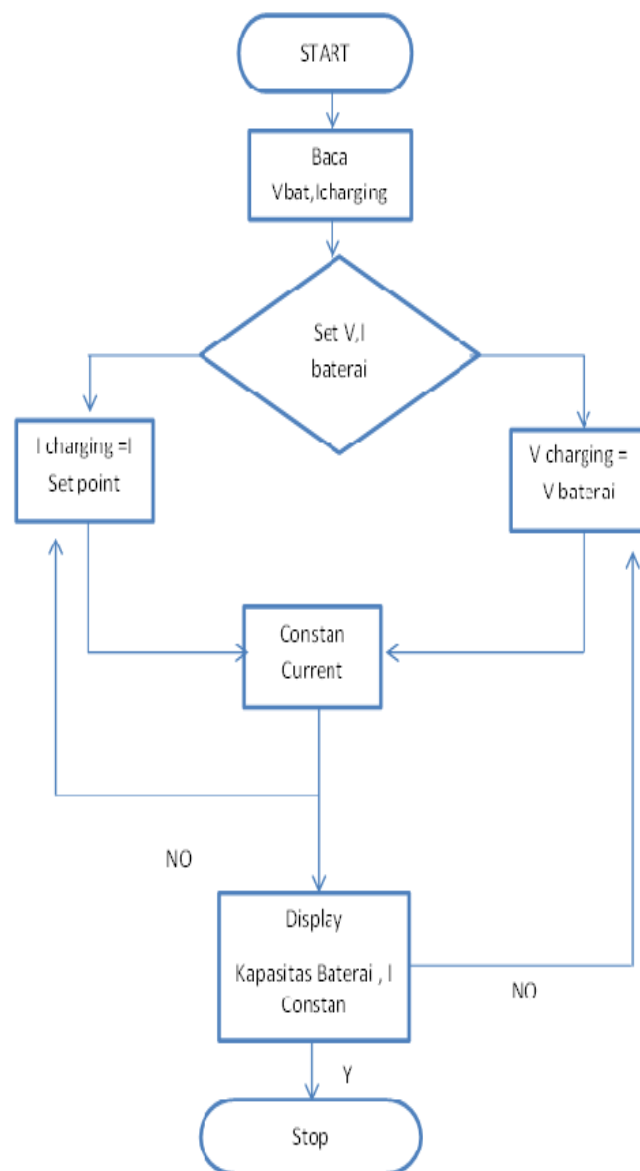 START
Baca
Vbat,Icharging
Set V,I
baterai
I charging =I
Set point
V charging =
V baterai
Constan
Current
NO
Display
Kapasitas Baterai , I
Constan
NO
Y
Stop